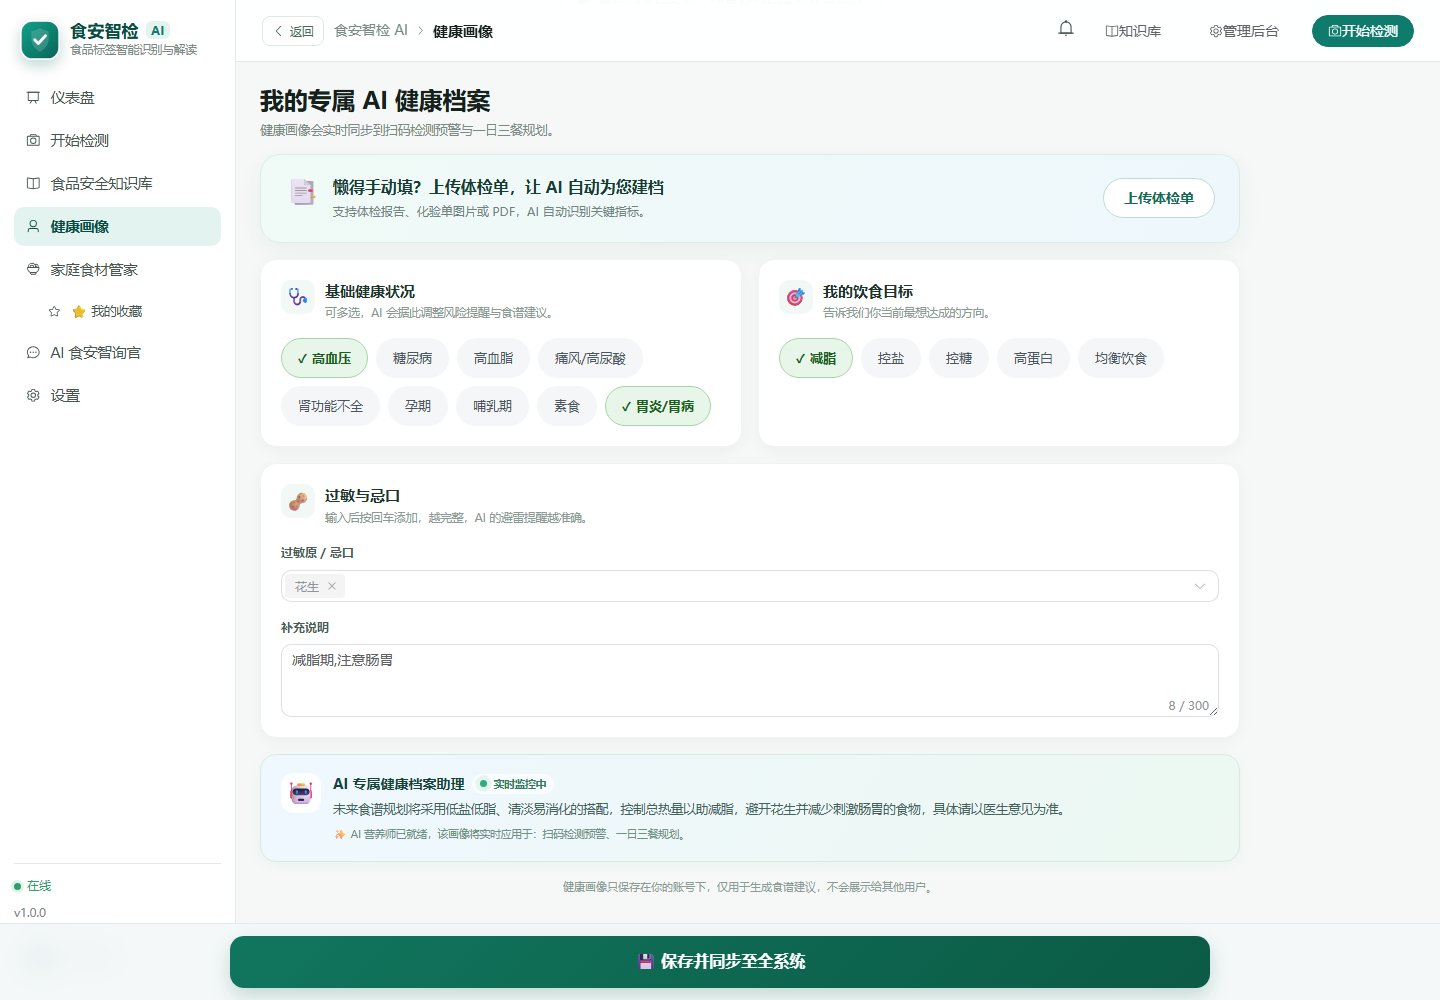 食安智检 AI
食品标签智能识别与解读
仪表盘
开始检测
食品安全知识库
健康画像
家庭食材管家
我的收藏
AI 食安智询官
设置
在线
v1.0.0
返回 食安智检 AI 健康画像
知识库
管理后台
开始检测
我的专属 AI 健康档案
健康画像会实时同步到扫码检测预警与一日三餐规划。
懒得手动填？上传体检单，让 AI 自动为您建档
支持体检报告、化验单图片或 PDF，AI 自动识别关键指标。
上传体检单
基础健康状况
可多选，AI 会据此调整风险提醒与食谱建议。
✓ 高血压 糖尿病 高血脂 痛风/高尿酸
肾功能不全 孕期 哺乳期 素食 ✓ 胃炎/胃病
我的饮食目标
告诉我们你当前最想达成的方向。
✓ 减脂 控盐 控糖 高蛋白 均衡饮食
过敏与忌口
输入后按回车添加，越完整，AI 的避雷提醒越准确。
过敏原 / 忌口
花生
补充说明
减脂期,注意肠胃
8 / 300
AI 专属健康档案助理 实时监控中
未来食谱规划将采用低盐低脂、清淡易消化的搭配，控制总热量以助减脂，避开花生并减少刺激肠胃的食物，具体请以医生意见为准。
AI 营养师已就绪，该画像将实时应用于：扫码检测预警、一日三餐规划。
健康画像只保存在你的账号下，仅用于生成食谱建议，不会展示给其他用户。
保存并同步至全系统